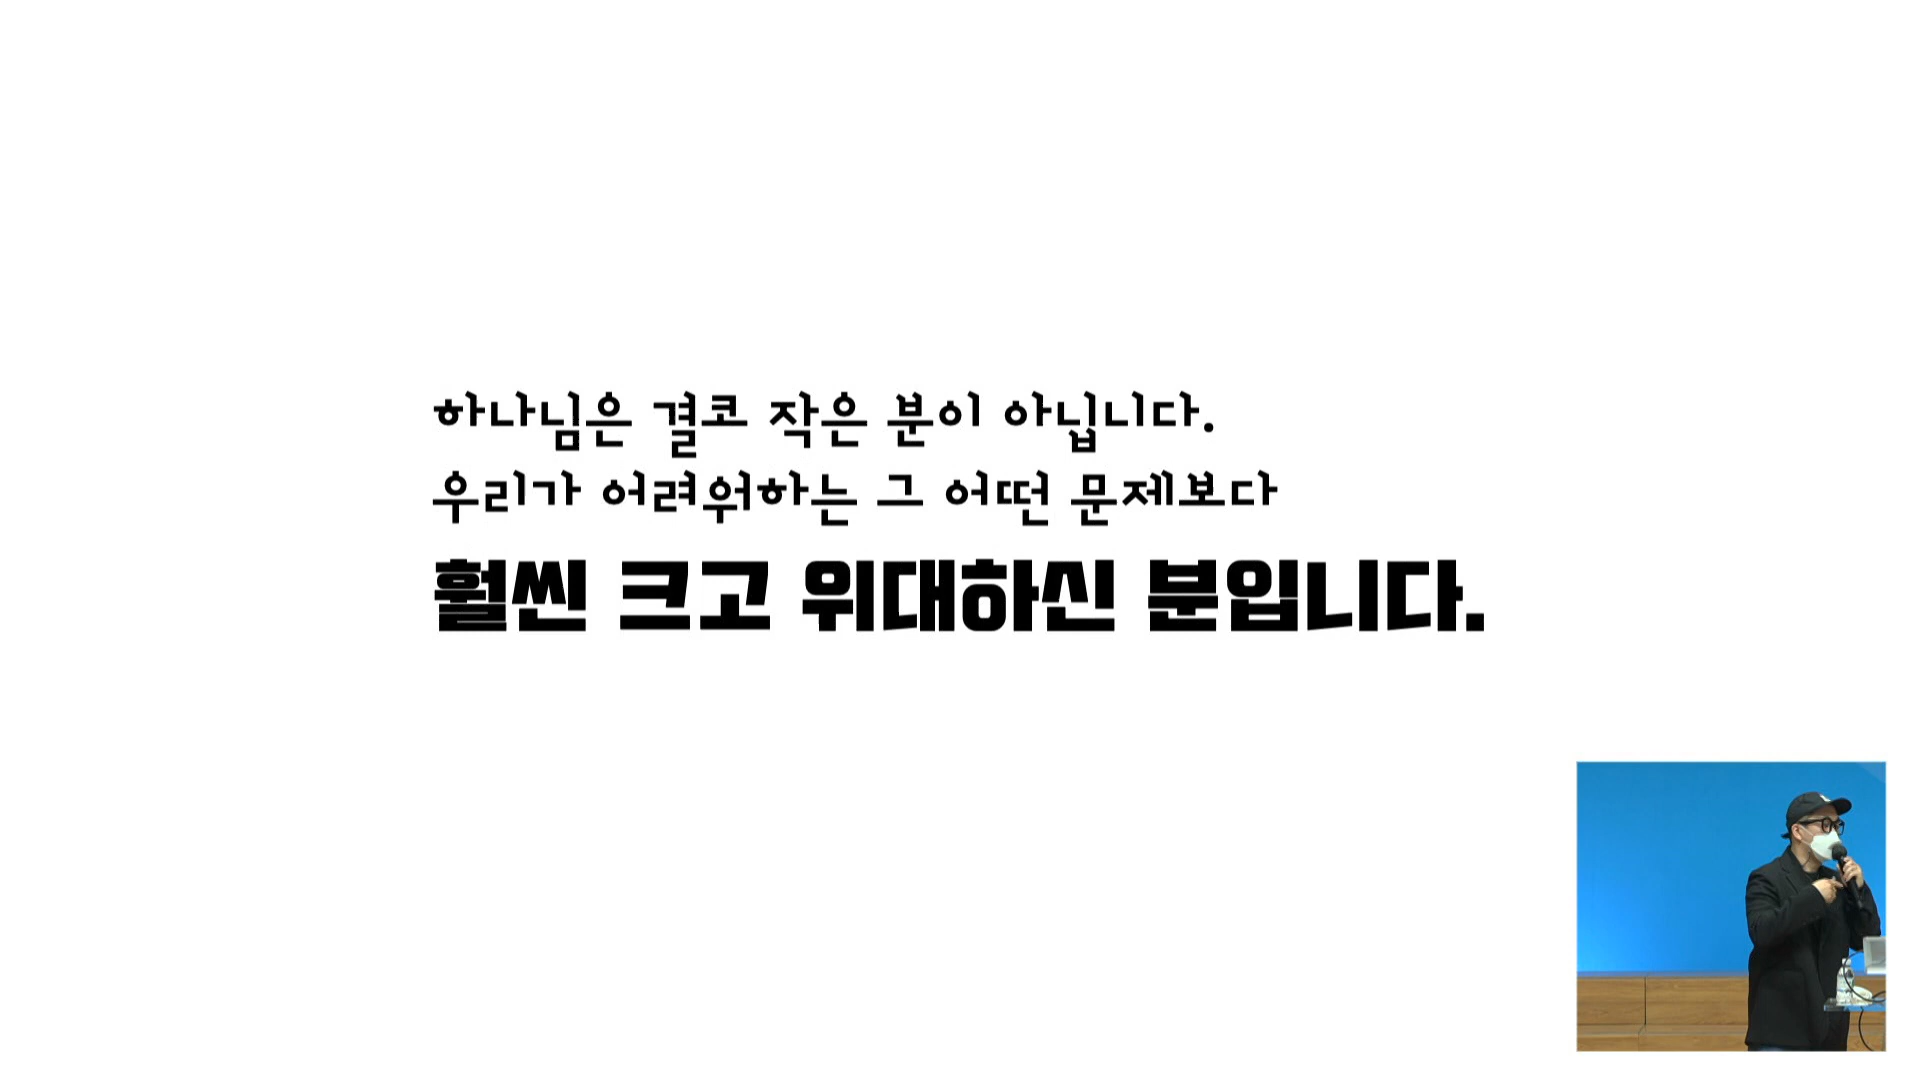 하나님은 결코 작은 분이 아닙니다.
우리가 어려워하는 그 어떤 문제보다
훨씬 크고 위대하신 분입니다.